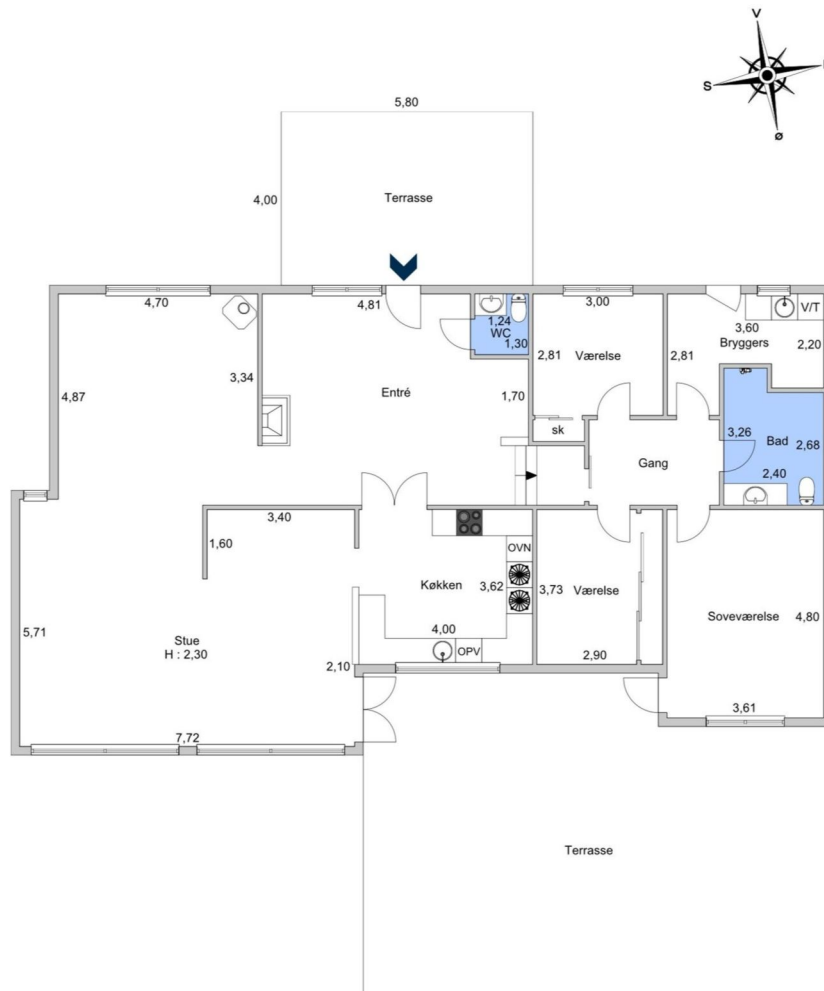 V
S
Ø
5,80
4,00
Terrasse
4,70
4,81
1,24
WC
1,30
3,00
3,60
Bryggers
V/T
2,20
2,81
Værelse
2,81
3,34
4,87
Entré
1,70
sk
Gang
3,26
Bad
2,68
2,40
3,40
1,60
OVN
Køkken
3,62
3,73
Værelse
Soveværelse
4,80
5,71
Stue
H : 2,30
4,00
OPV
2,10
2,90
3,61
7,72
Terrasse